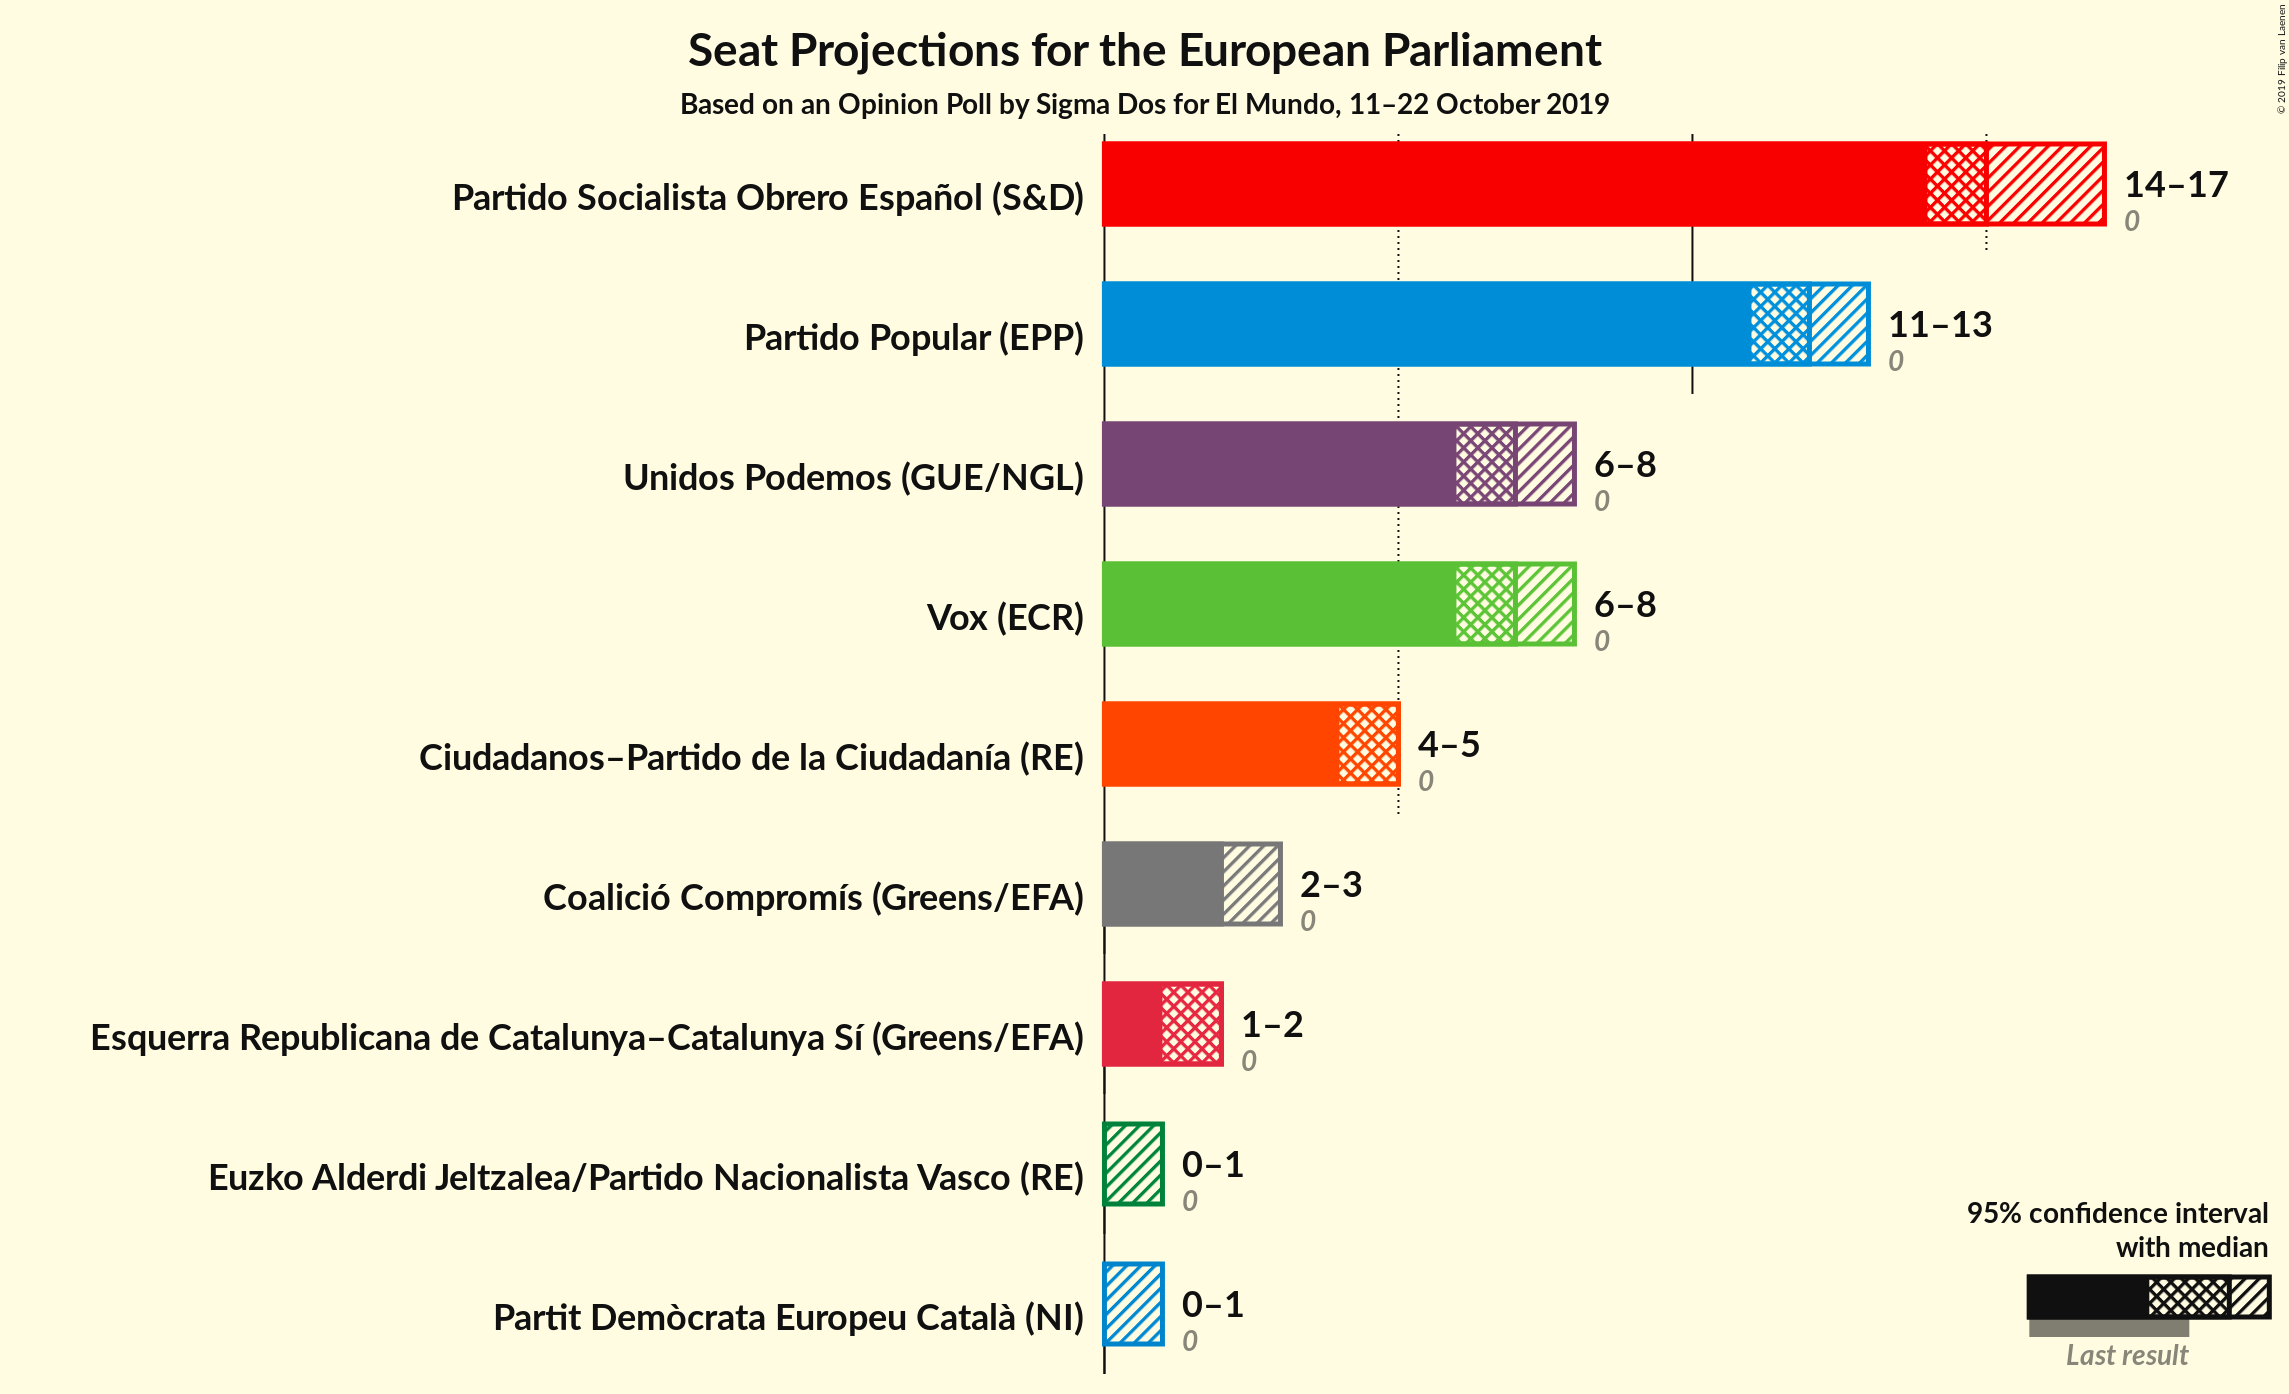 Seat Projections for the European Parliament
Based on an Opinion Poll by Sigma Dos for El Mundo, 11–22 October 2019
© 2019 Filip van Laenen
Partido Socialista Obrero Español (S&D)
14–17
0
Partido Popular (EPP)
11–13
0
Unidos Podemos (GUE/NGL)
6–8
0
Vox (ECR)
6–8
0
Ciudadanos–Partido de la Ciudadanía (RE)
4–5
0
Coalició Compromís (Greens/EFA)
2–3
0
Esquerra Republicana de Catalunya–Catalunya Sí (Greens/EFA)
1–2
0
Euzko Alderdi Jeltzalea/Partido Nacionalista Vasco (RE)
0–1
0
Partit Demòcrata Europeu Català (NI)
0–1
0
95% confidence interval
with median
Last result